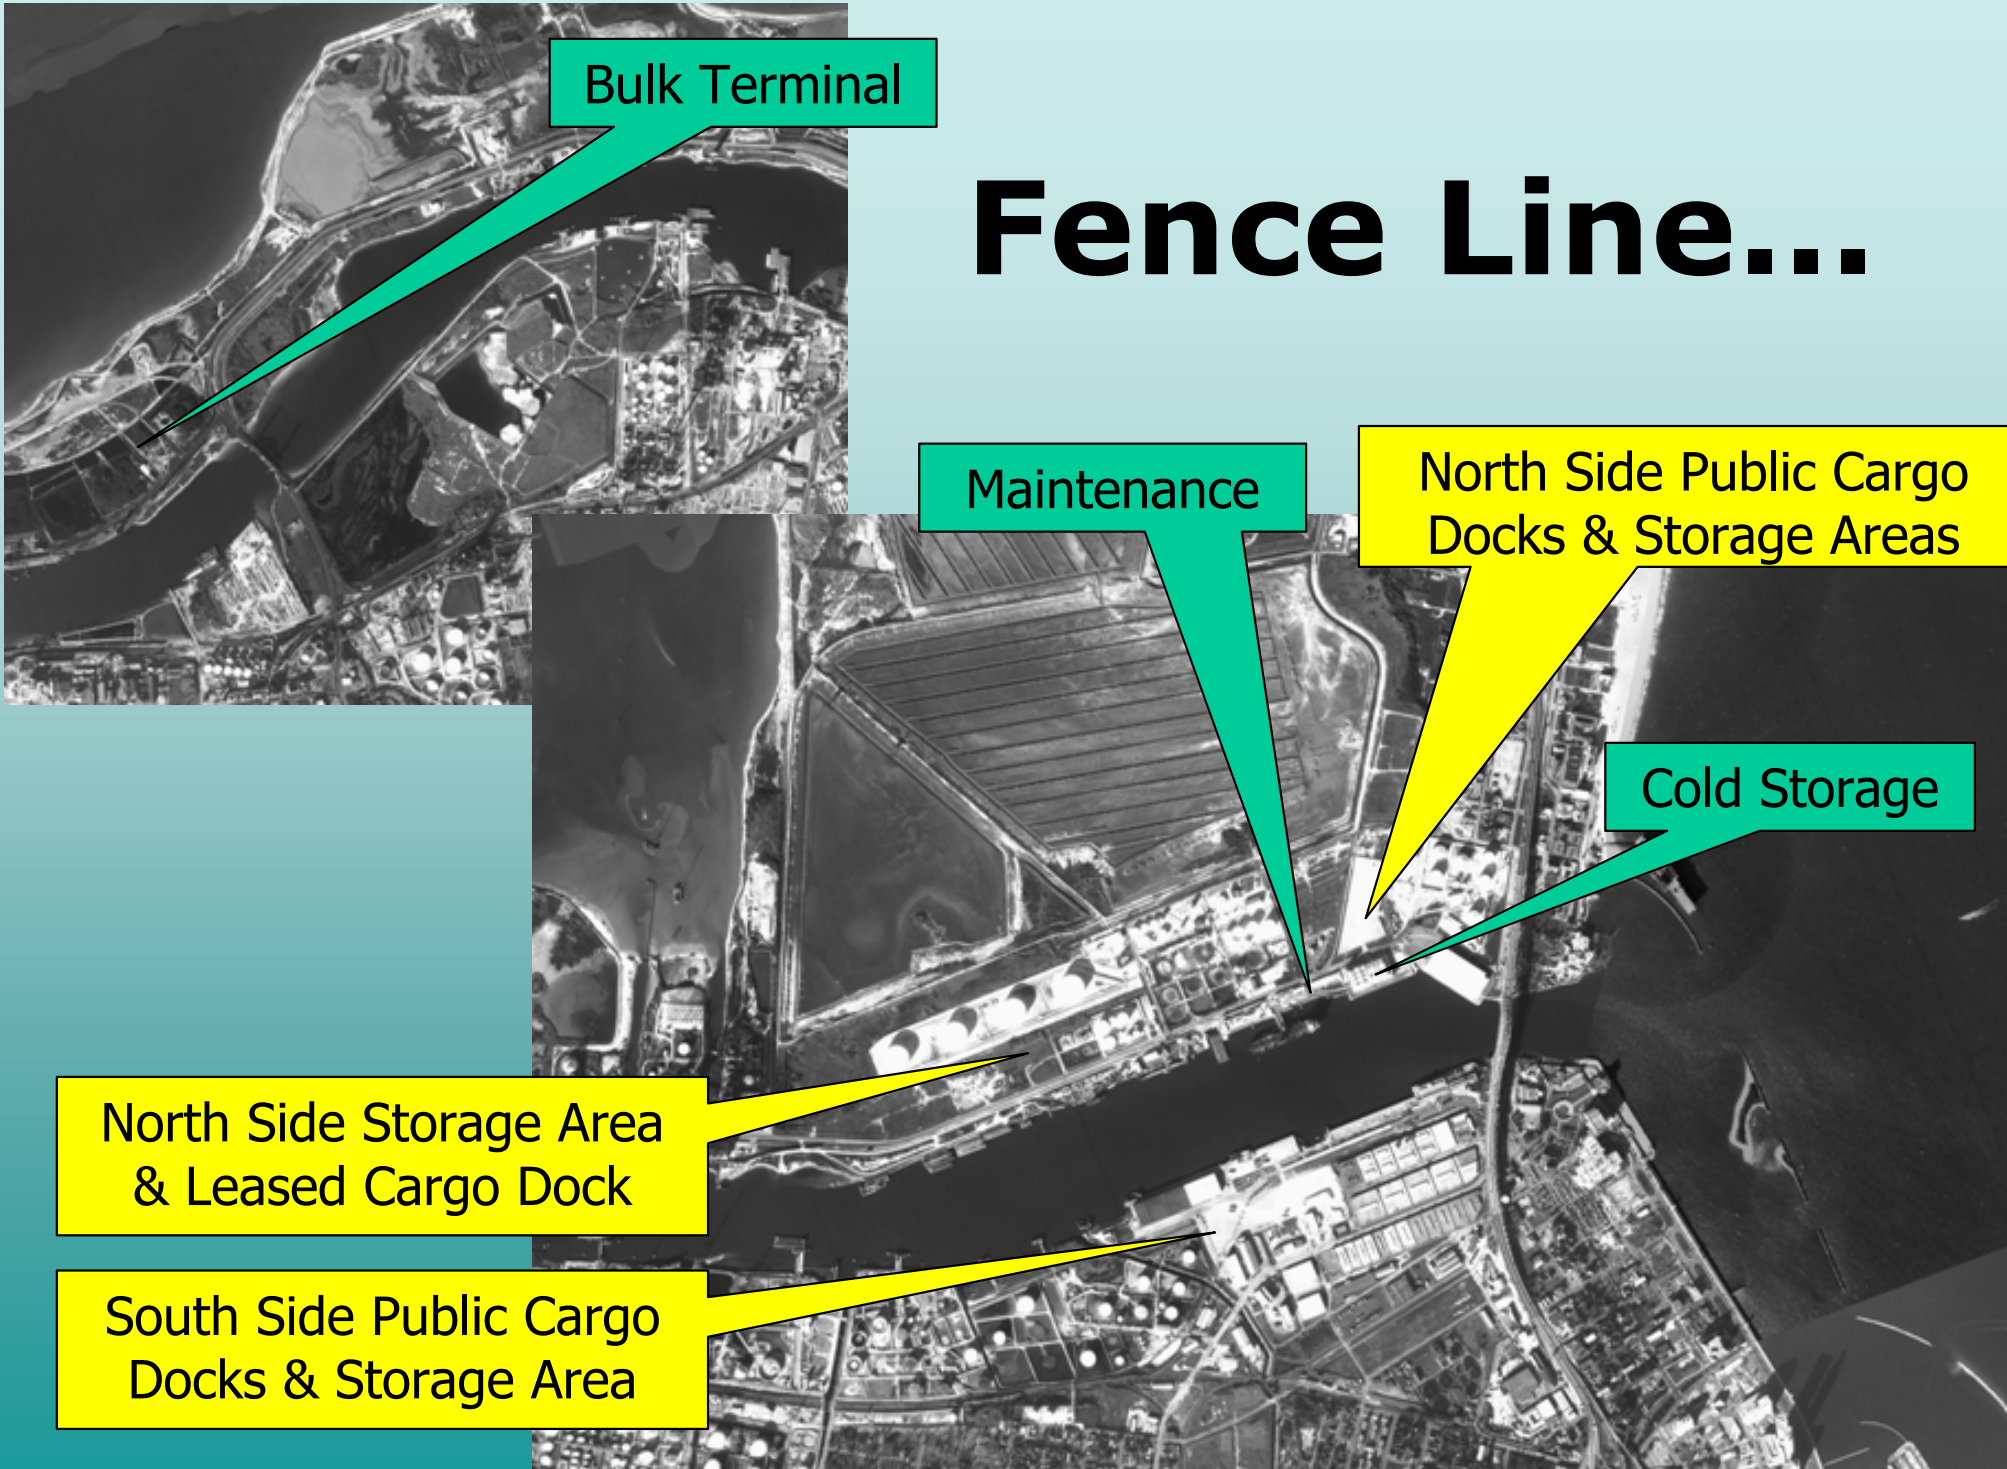 Bulk Terminal
Fence Line...
Maintenance
North Side Public Cargo
Docks & Storage Areas
Cold Storage
North Side Storage Area
& Leased Cargo Dock
South Side Public Cargo
Docks & Storage Area